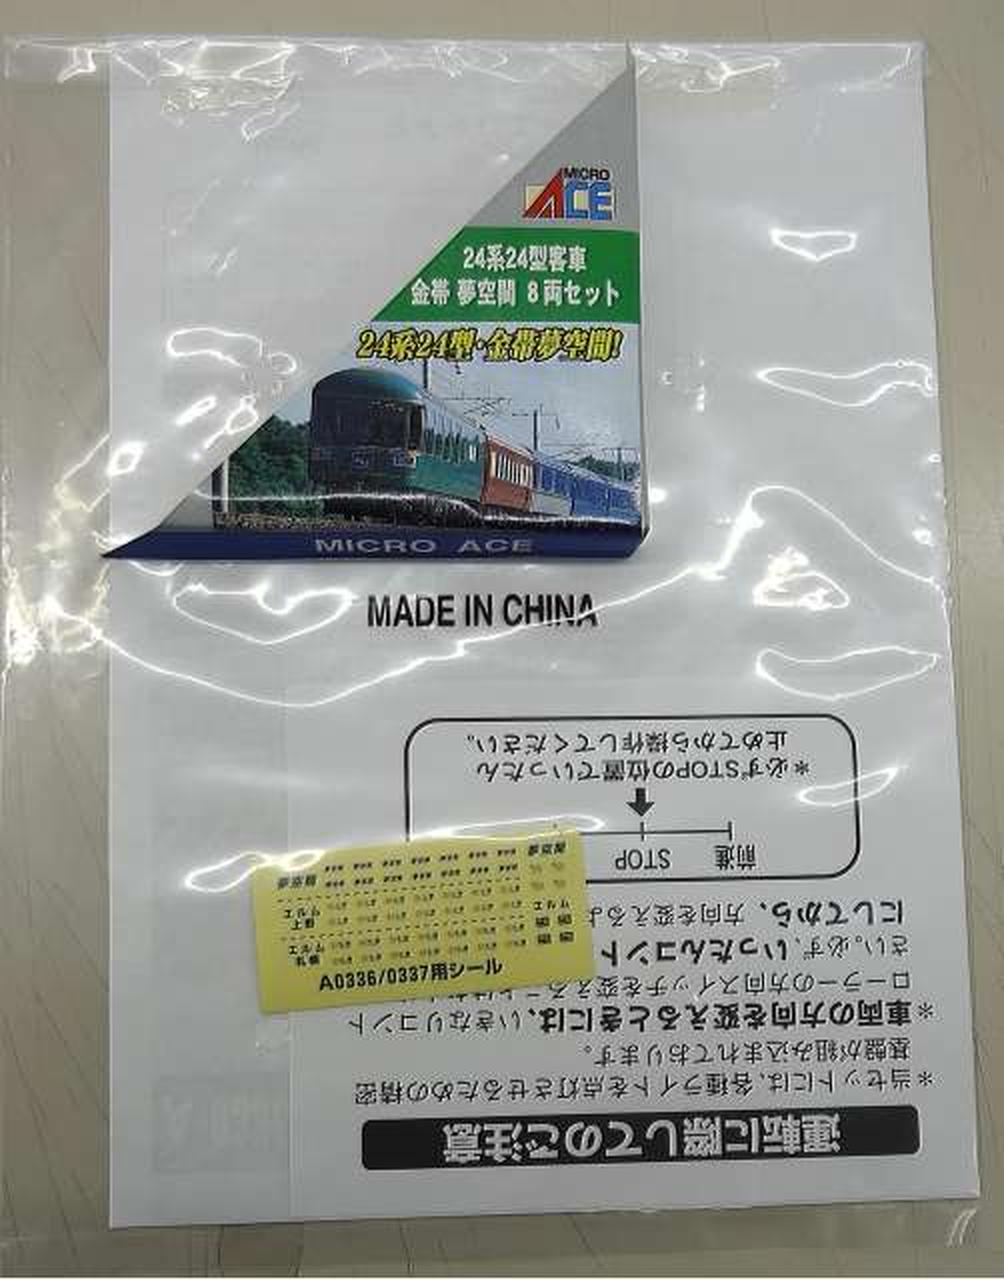 MICRO
ACE
24系24型客車
金帯 夢空間 8両セット
24系24型・金帯夢空間!
MICRO ACE
MADE IN CHINA
運転に際してのご注意
＊当セットには、各種ライトを点灯させるための精密
基盤が組み込まれております。
＊車両の方向を変えるときには、いきなりコント
ローラーの方向スイッチを変える
さい。必ず、いったんコント
にしてから、方向を変えるよ
前進 STOP
＊必ずSTOPの位置でいったん
止めてから操作してください。
A0336/0337用シール